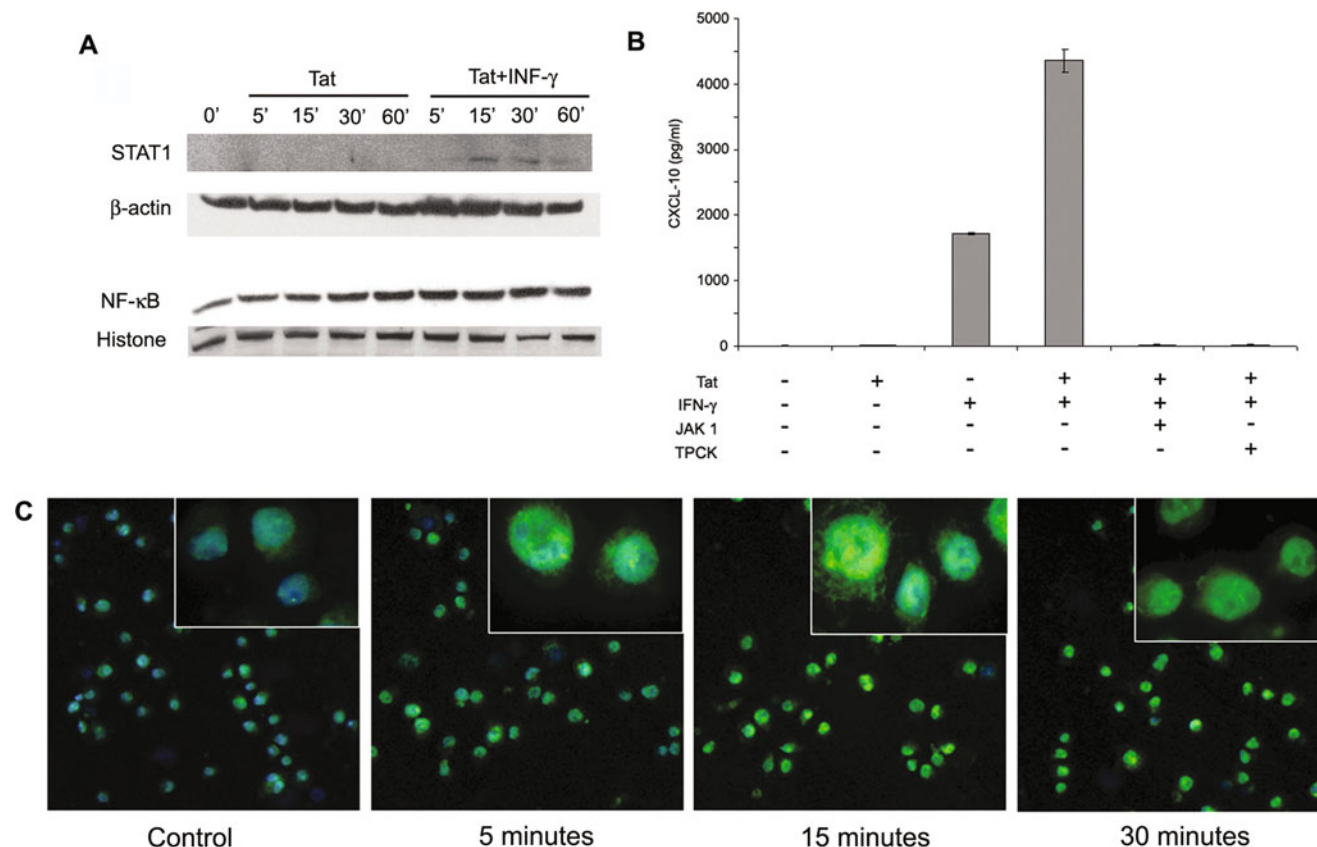 A
Tat
Tat+INF-γ
0' 5' 15' 30' 60' 5' 15' 30' 60'
STAT1
β-actin
NF-κB
Histone
B
CXCL-10 (pg/ml)
5000
4000
3000
2000
1000
0
Tat - + - + + +
IFN-γ - - + + + +
JAK 1 - - - - + -
TPCK - - - - - +
C
Control
5 minutes
15 minutes
30 minutes